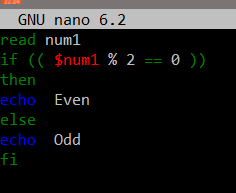 GNU nano 6.2
read num1
if (( $num1 % 2 == 0 ))
then
echo  Even
else
echo  Odd
fi